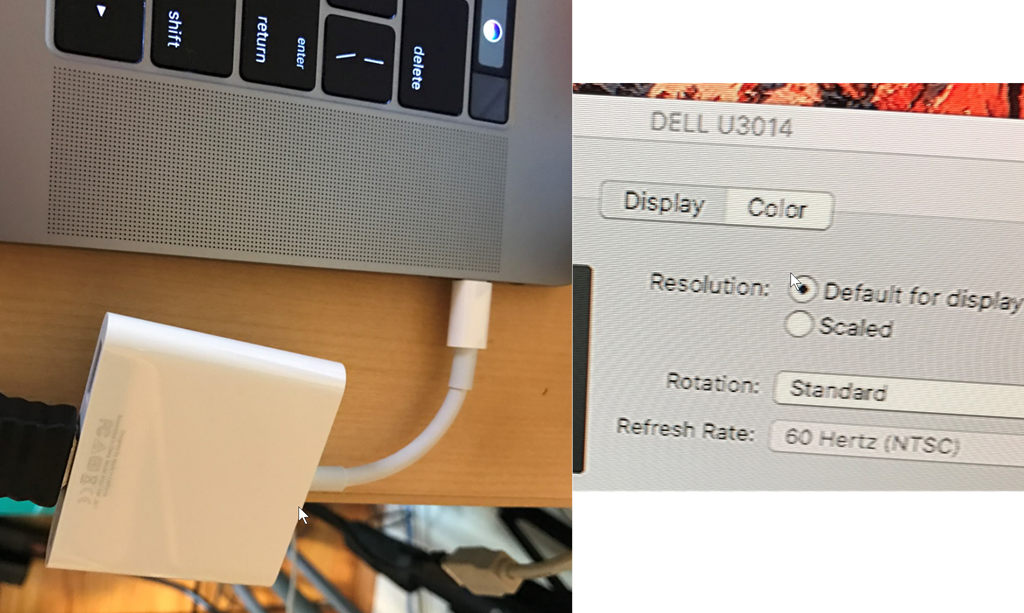 shift
enter
return
\ |
delete
DELL U3014
Display
Color
Resolution:
Default for display
Scaled
Rotation:
Standard
Refresh Rate:
60 Hertz (NTSC)